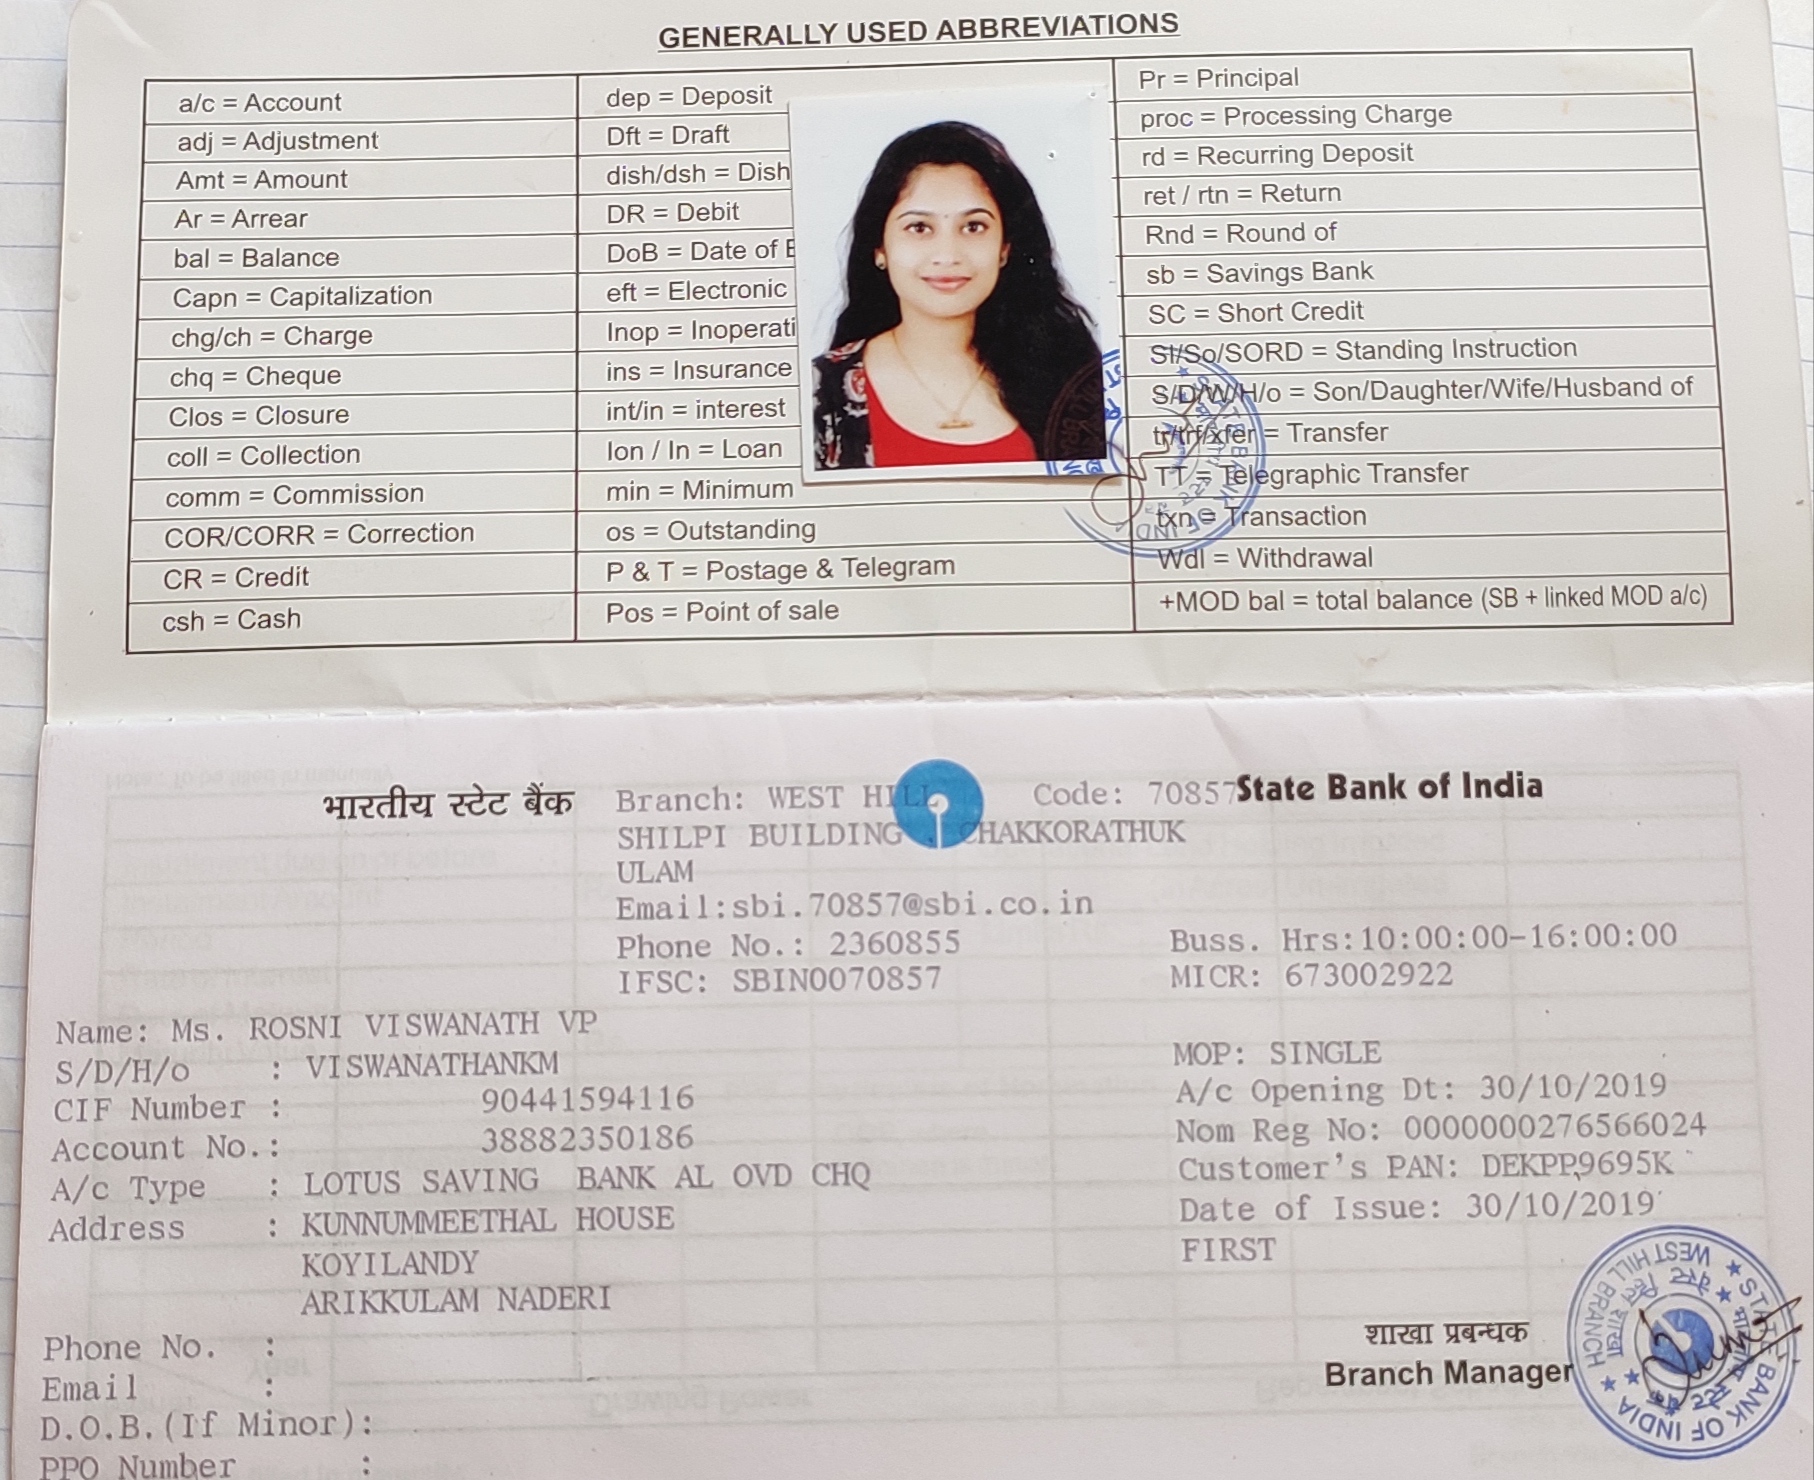 GENERALLY USED ABBREVIATIONS
a/c = Account
adj = Adjustment
Amt = Amount
Ar = Arrear
bal = Balance
Capn = Capitalization
chg/ch = Charge
chq = Cheque
Clos = Closure
coll = Collection
comm = Commission
COR/CORR = Correction
CR = Credit
csh = Cash
dep = Deposit
Dft = Draft
dish/dsh = Dish
DR = Debit
DoB = Date of
eft = Electronic
Inop = Inoperati
ins = Insurance
int/in = interest
lon / ln = Loan
min = Minimum
os = Outstanding
P & T = Postage & Telegram
Pos = Point of sale
Pr = Principal
proc = Processing Charge
rd = Recurring Deposit
ret / rtn = Return
Rnd = Round of
sb = Savings Bank
SC = Short Credit
SI/So/SORD = Standing Instruction
S/D/W/H/o = Son/Daughter/Wife/Husband of
tr/trf/xfer = Transfer
TT = Telegraphic Transfer
txn = Transaction
Wdl = Withdrawal
+MOD bal = total balance (SB + linked MOD a/c)
भारतीय स्टेट बैंक State Bank of India
Branch: WEST HILL Code: 70857
SHILPI BUILDING CHAKKORATHUK
ULAM
Email:sbi.70857@sbi.co.in
Phone No.: 2360855 Buss. Hrs:10:00:00-16:00:00
IFSC: SBIN0070857 MICR: 673002922
Name: Ms. ROSNI VISWANATH VP
S/D/H/o : VISWANATHANKM MOP: SINGLE
CIF Number : 90441594116 A/c Opening Dt: 30/10/2019
Account No.: 38882350186 Nom Reg No: 0000000276566024
A/c Type : LOTUS SAVING BANK AL OVD CHQ Customer's PAN: DEKPP9695K
Address : KUNNUMMEETHAL HOUSE Date of Issue: 30/10/2019
KOYILANDY FIRST
ARIKKULAM NADERI
Phone No. :
Email :
D.O.B.(If Minor):
PPO Number :
शाखा प्रबन्धक
Branch Manager
STATE BANK OF INDIA
WEST HILL BRANCH